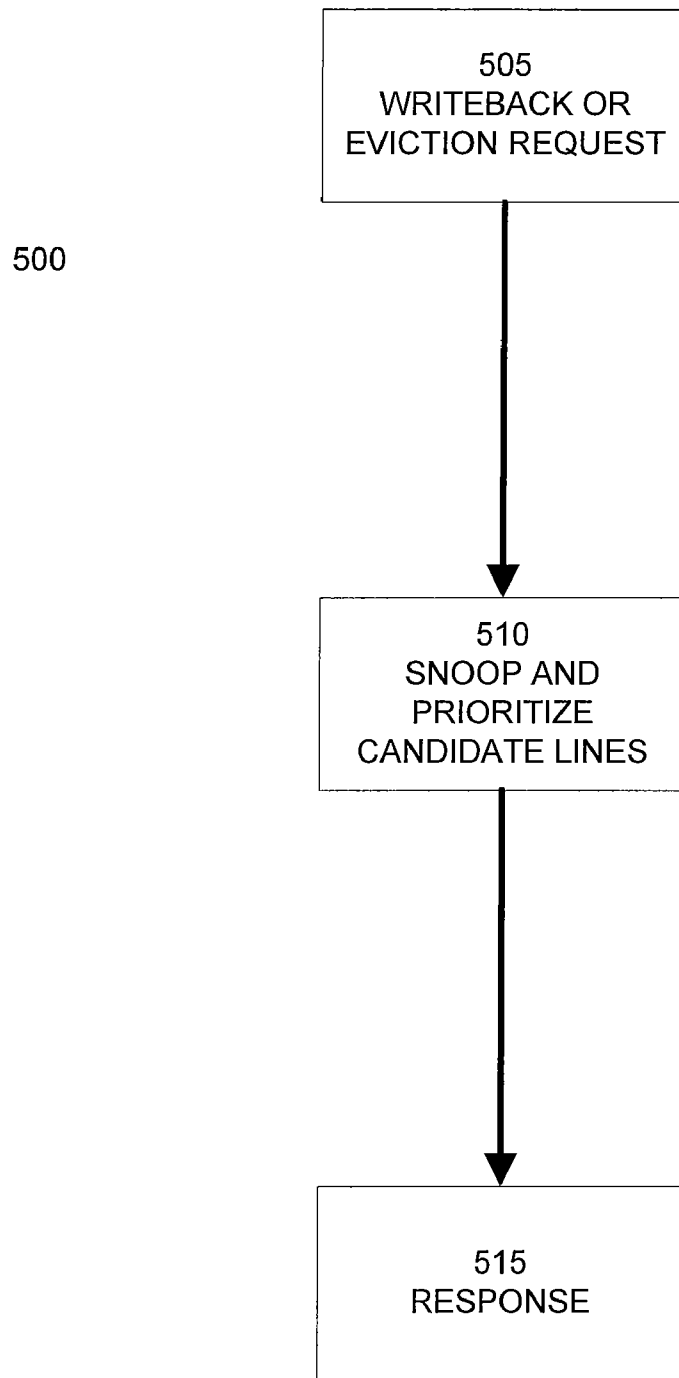 505
WRITEBACK OR
EVICTION REQUEST
500
510
SNOOP AND
PRIORITIZE
CANDIDATE LINES
515
RESPONSE